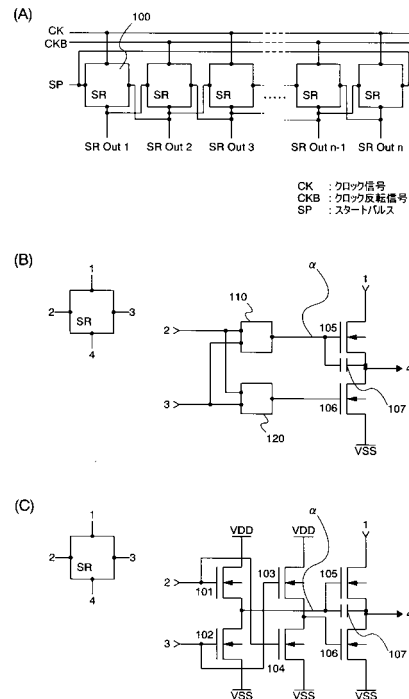 (A)
100
CK
CKB
SP
SR
SR
SR
SR
SR
SR Out 1
SR Out 2
SR Out 3
SR Out n-1
SR Out n
CK :クロック信号
CKB :クロック反転信号
SP :スタートパルス
(B)
1
2
3
SR
4
110
α
1
105
2
4
3
106
107
120
VSS
(C)
1
2
3
SR
4
VDD
VDD
α
1
2
101
103
105
4
3
102
104
106
107
VSS
VSS
VSS